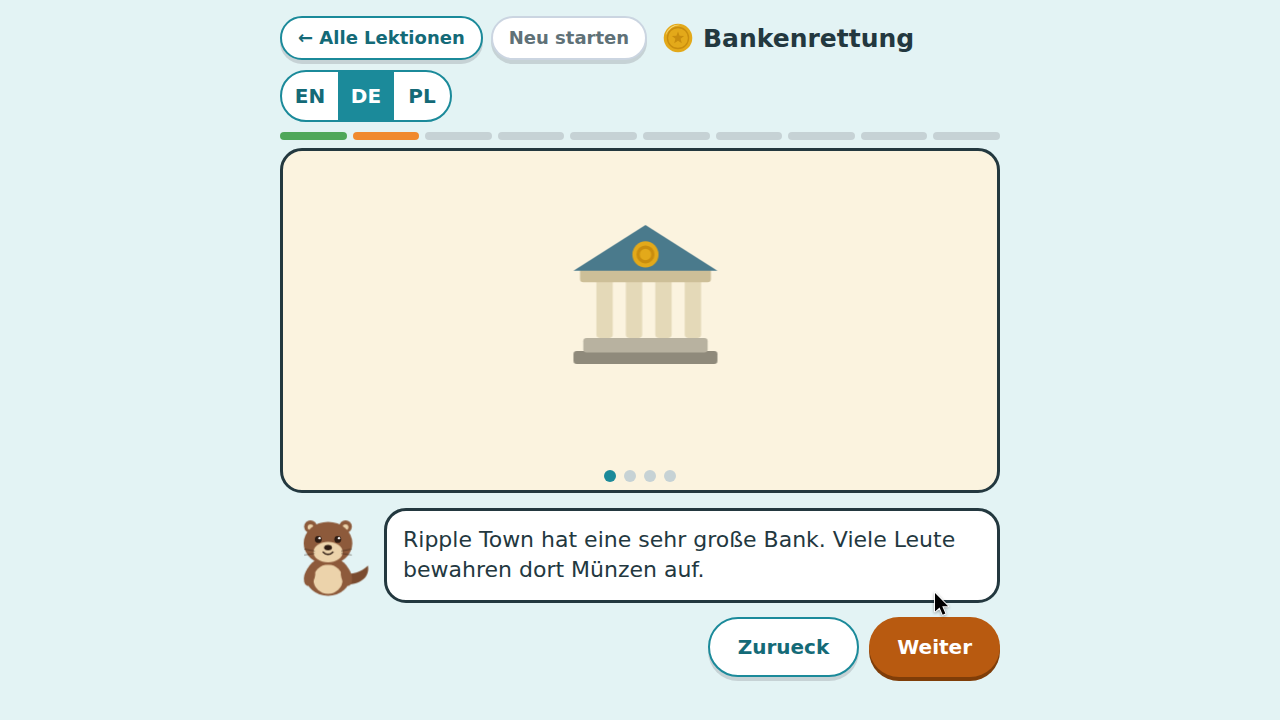 ← Alle Lektionen
Neu starten
Bankenrettung
EN
DE
PL
Ripple Town hat eine sehr große Bank. Viele Leute
bewahren dort Münzen auf.
Zurueck
Weiter